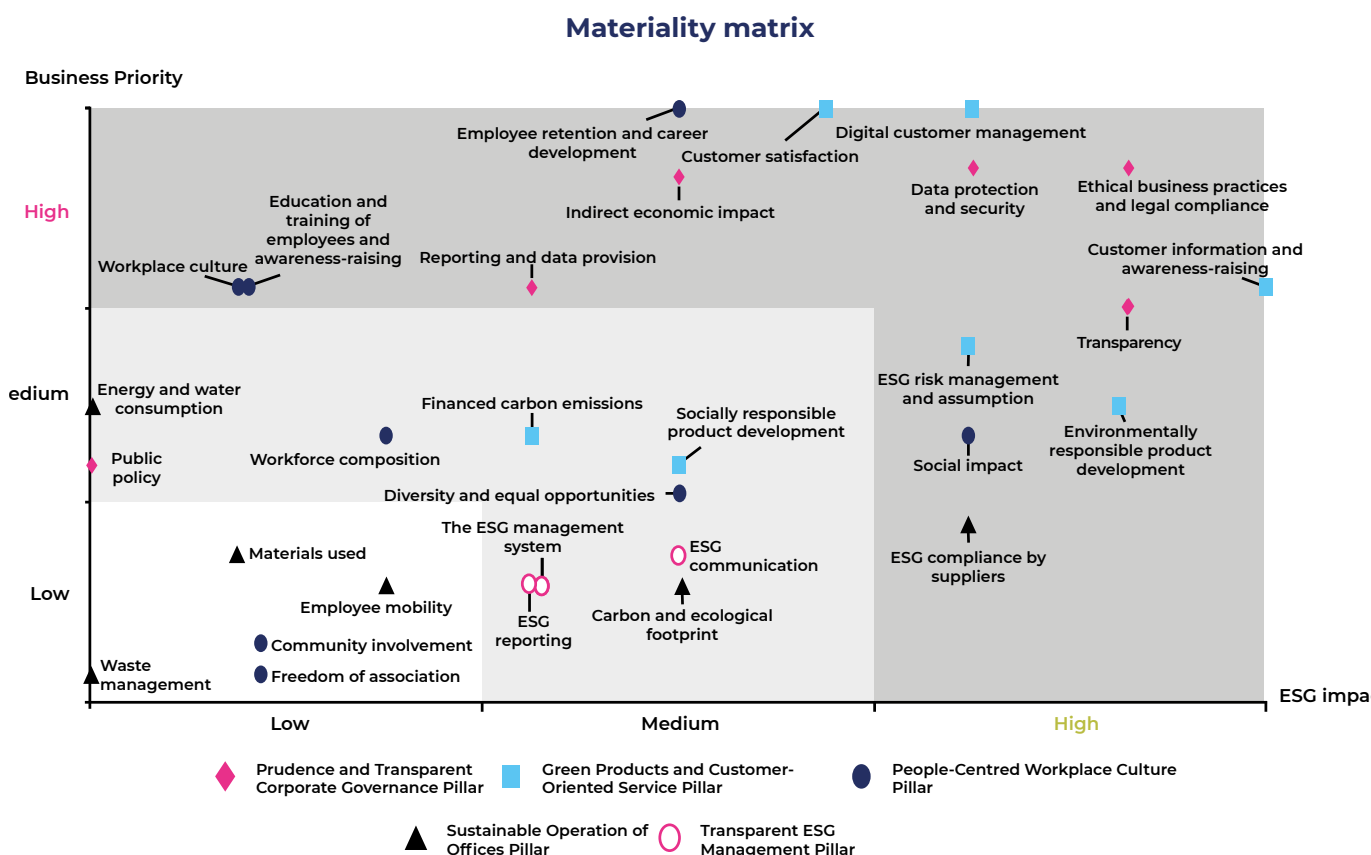 Materiality matrix
Business Priority
Employee retention and career
development
Customer satisfaction
Digital customer management
Indirect economic impact
Data protection
and security
Ethical business practices
and legal compliance
High
Education and
training of
employees and
awareness-raising
Workplace culture
Reporting and data provision
Customer information and
awareness-raising
Transparency
edium
Energy and water
consumption
Public
policy
Workforce composition
Financed carbon emissions
Socially responsible
product development
Diversity and equal opportunities
ESG risk management
and assumption
Social impact
Environmentally
responsible product
development
The ESG management
system
ESG
communication
ESG compliance by
suppliers
Materials used
Low
Employee mobility
ESG
reporting
Carbon and ecological
footprint
Community involvement
Freedom of association
Waste
management
ESG impa
Low
Medium
High
Prudence and Transparent
Corporate Governance Pillar
Green Products and Customer-
Oriented Service Pillar
People-Centred Workplace Culture
Pillar
Sustainable Operation of
Offices Pillar
Transparent ESG
Management Pillar